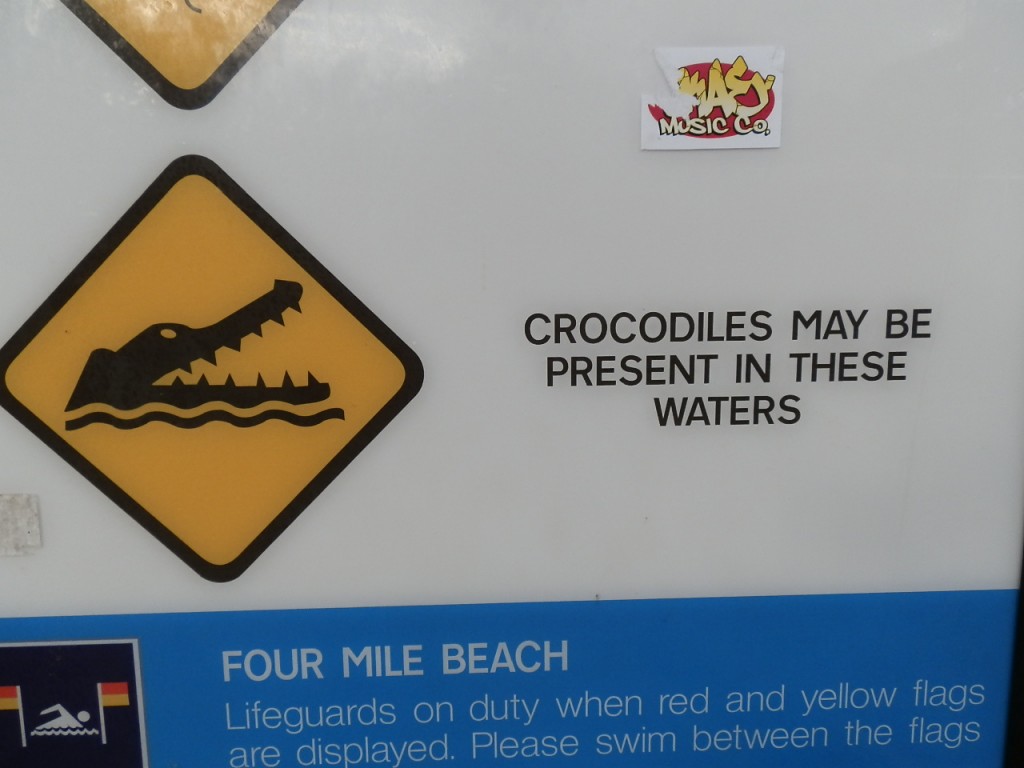 MUSIC CO.
CROCODILES MAY BE
PRESENT IN THESE
WATERS
FOUR MILE BEACH
Lifeguards on duty when red and yellow flags
are displayed. Please swim between the flags